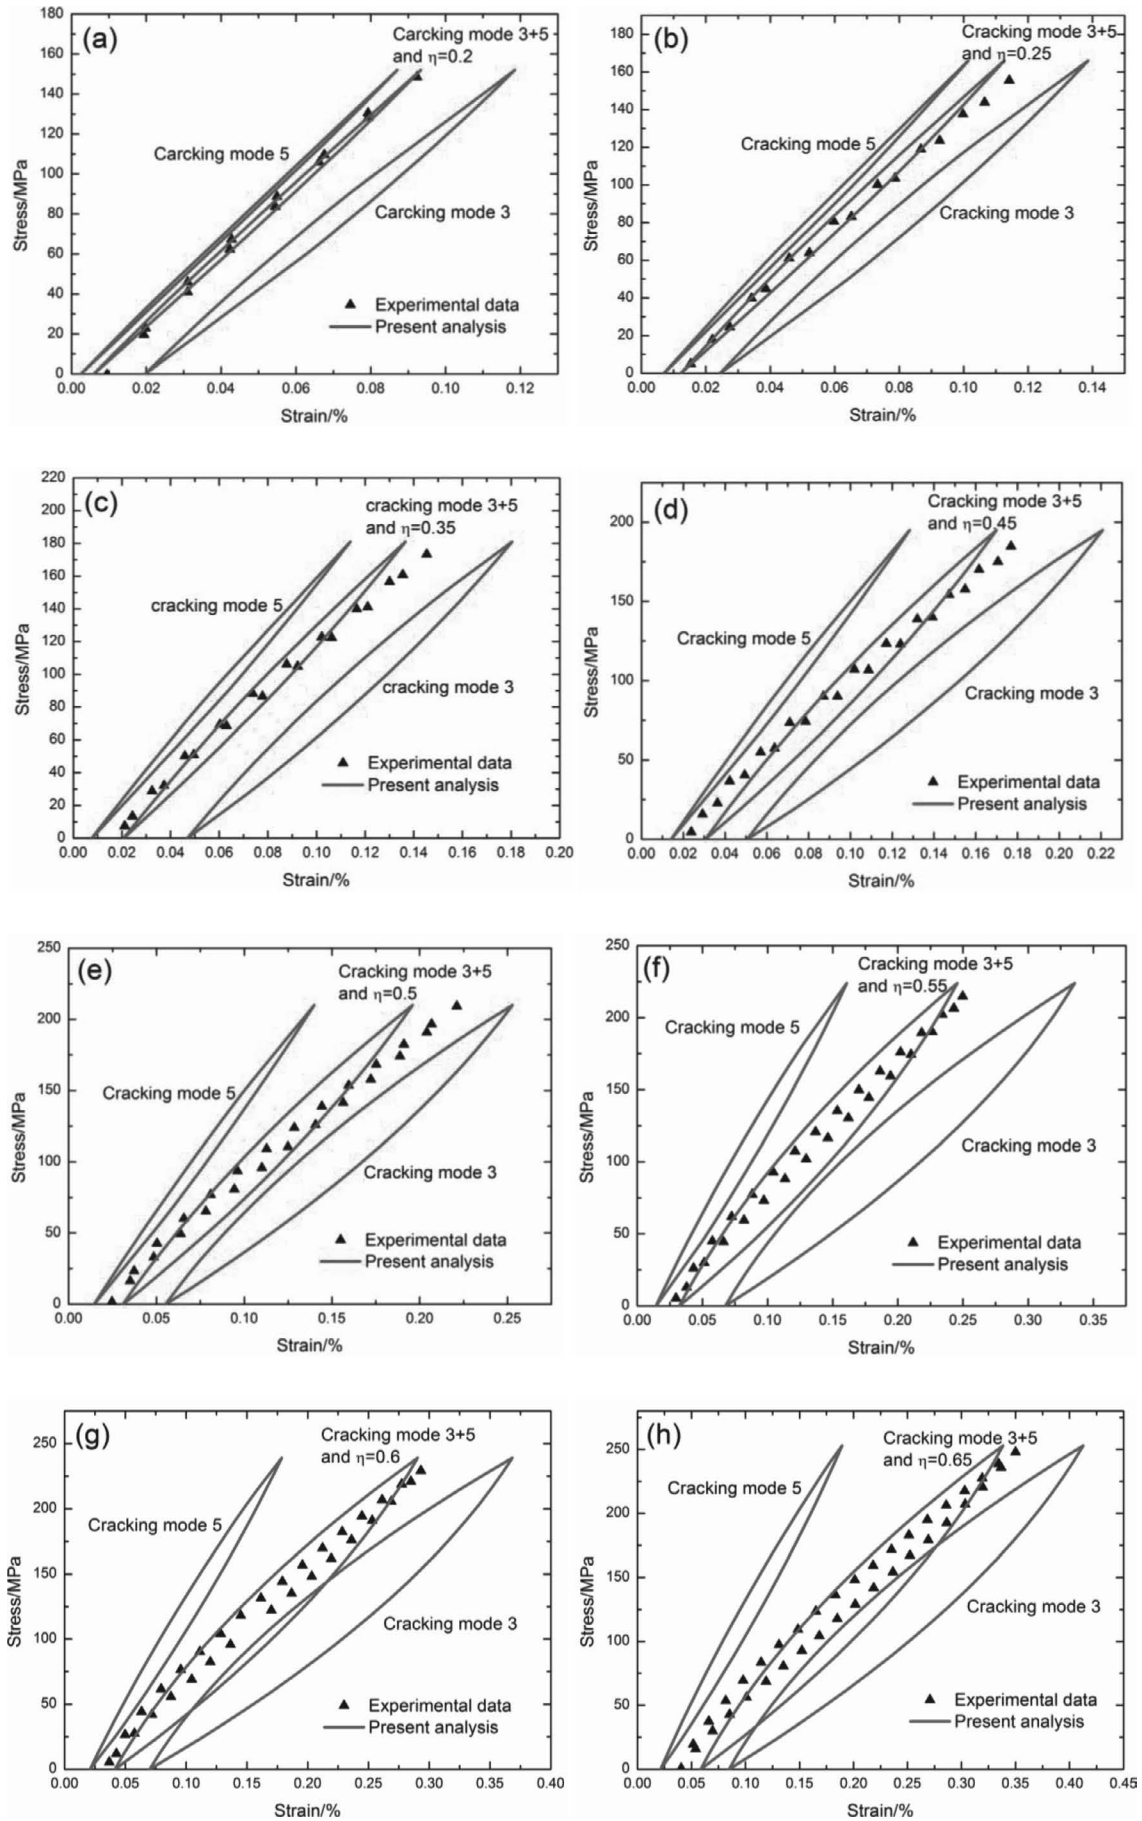 (a)
Carcking mode 3+5
and η=0.2
Carcking mode 5
Carcking mode 3
Experimental data
Present analysis
180
160
140
120
100
80
60
40
20
0
Stress/MPa
0.00 0.02 0.04 0.06 0.08 0.10 0.12
Strain/%
(b)
Cracking mode 3+5
and η=0.25
Cracking mode 5
Cracking mode 3
Experimental data
Present analysis
180
160
140
120
100
80
60
40
20
0
Stress/MPa
0.00 0.02 0.04 0.06 0.08 0.10 0.12 0.14
Strain/%
(c)
cracking mode 3+5
and η=0.35
cracking mode 5
cracking mode 3
Experimental data
Present analysis
220
200
180
160
140
120
100
80
60
40
20
0
Stress/MPa
0.00 0.02 0.04 0.06 0.08 0.10 0.12 0.14 0.16 0.18 0.20
Strain/%
(d)
Cracking mode 3+5
and η=0.45
Cracking mode 5
Cracking mode 3
Experimental data
Present analysis
200
150
100
50
0
Stress/MPa
0.00 0.02 0.04 0.06 0.08 0.10 0.12 0.14 0.16 0.18 0.20 0.22
Strain/%
(e)
Cracking mode 3+5
and η=0.5
Cracking mode 5
Cracking mode 3
Experimental data
Present analysis
250
200
150
100
50
0
Stress/MPa
0.00 0.05 0.10 0.15 0.20 0.25
Strain/%
(f)
Cracking mode 3+5
and η=0.55
Cracking mode 5
Cracking mode 3
Experimental data
Present analysis
250
200
150
100
50
0
Stress/MPa
0.00 0.05 0.10 0.15 0.20 0.25 0.30 0.35
Strain/%
(g)
Cracking mode 3+5
and η=0.6
Cracking mode 5
Cracking mode 3
Experimental data
Present analysis
250
200
150
100
50
0
Stress/MPa
0.00 0.05 0.10 0.15 0.20 0.25 0.30 0.35 0.40
Strain/%
(h)
Cracking mode 3+5
and η=0.65
Cracking mode 5
Cracking mode 3
Experimental data
Present analysis
250
200
150
100
50
0
Stress/MPa
0.00 0.05 0.10 0.15 0.20 0.25 0.30 0.35 0.40 0.45
Strain/%